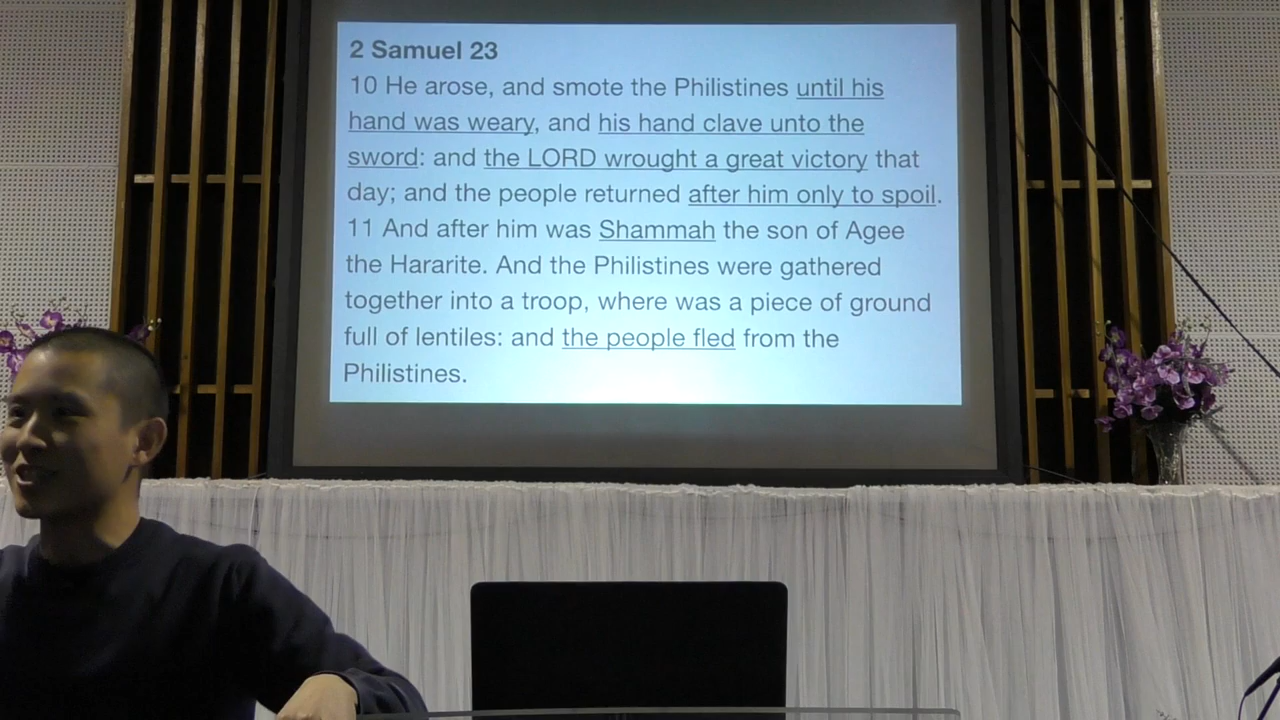 2 Samuel 23
10 He arose, and smote the Philistines until his
hand was weary, and his hand clave unto the
sword: and the LORD wrought a great victory that
day; and the people returned after him only to spoil.
11 And after him was Shammah the son of Agee
the Hararite. And the Philistines were gathered
together into a troop, where was a piece of ground
full of lentiles: and the people fled from the
Philistines.